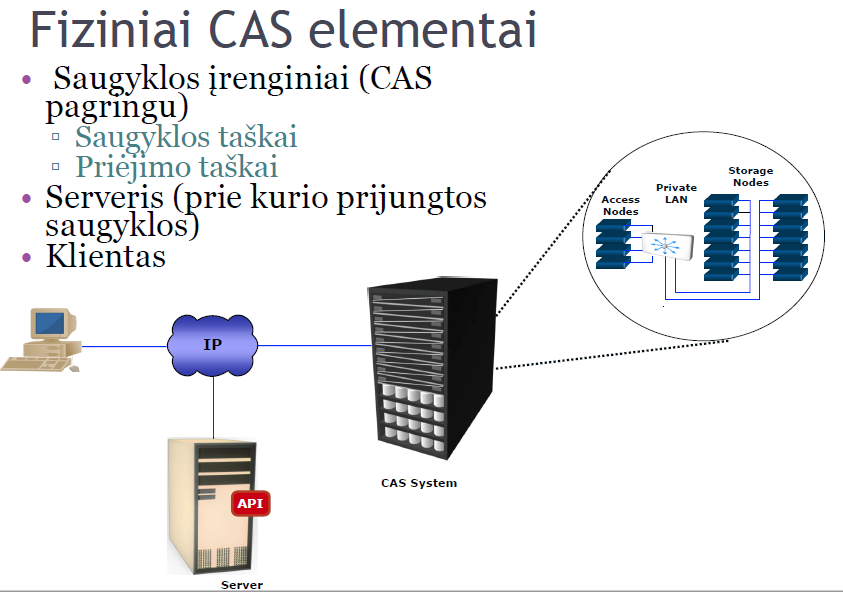 Fiziniai CAS elementai
Saugyklos įrenginiai (CAS
pagringu)
Saugyklos taškai
Priėjimo taškai
Serveris (prie kurio prijungtos
saugyklos)
Klientas
Storage
Nodes
Private
LAN
Access
Nodes
IP
CAS System
API
Server